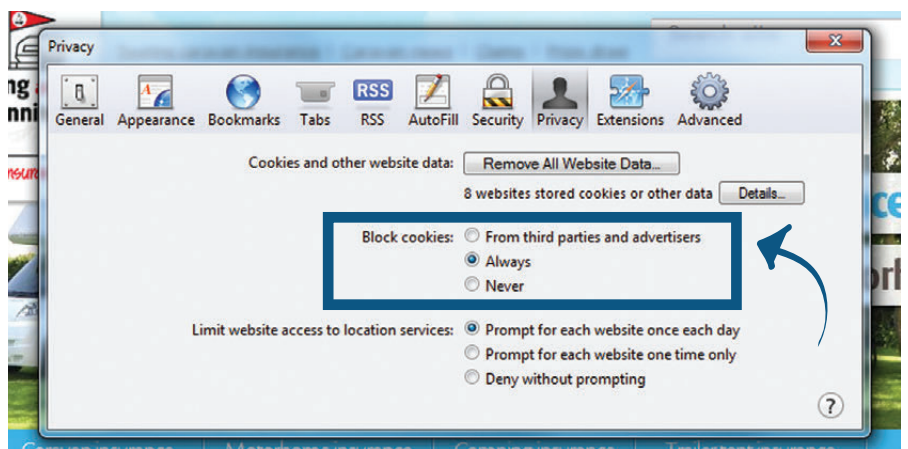 Privacy
General Appearance Bookmarks Tabs RSS AutoFill Security Privacy Extensions Advanced
RSS
Cookies and other website data: Remove All Website Data...
8 websites stored cookies or other data Details...
Block cookies: From third parties and advertisers
Always
Never
Limit website access to location services: Prompt for each website once each day
Prompt for each website one time only
Deny without prompting
?